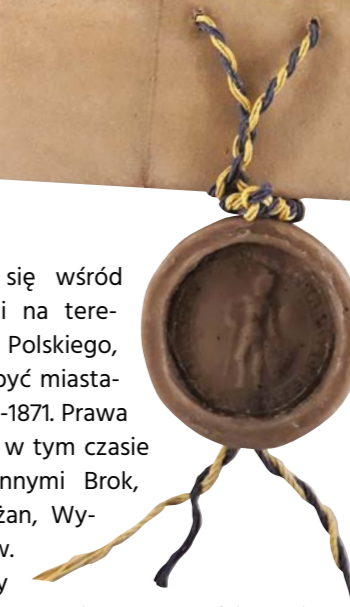 się wśród
i na tere-
Polskiego,
być miasta-
-1871. Prawa
w tym czasie
nnymi Brok,
żan, Wy-
w.
y